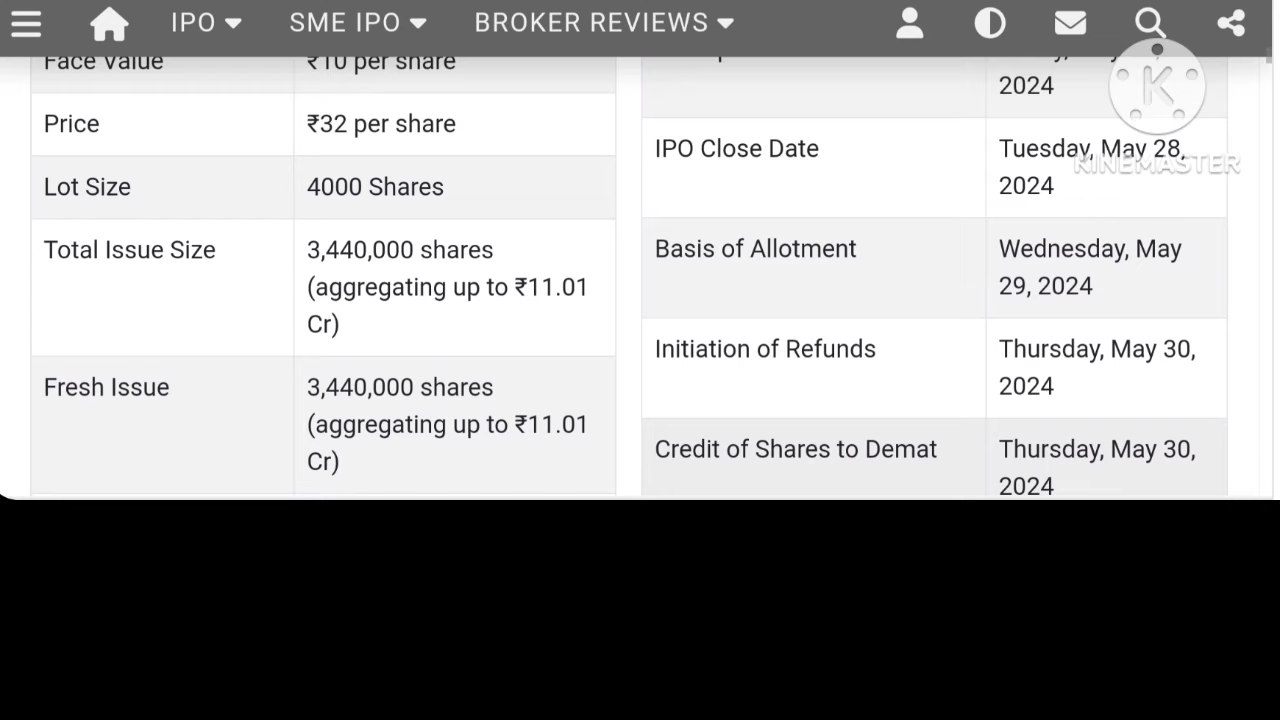 IPO SME IPO BROKER REVIEWS
Face Value ₹10 per share
Price ₹32 per share
Lot Size 4000 Shares
Total Issue Size 3,440,000 shares
(aggregating up to ₹11.01
Cr)
Fresh Issue 3,440,000 shares
(aggregating up to ₹11.01
Cr)
2024
IPO Close Date Tuesday, May 28,
2024
Basis of Allotment Wednesday, May
29, 2024
Initiation of Refunds Thursday, May 30,
2024
Credit of Shares to Demat Thursday, May 30,
2024
K
KINEMASTER